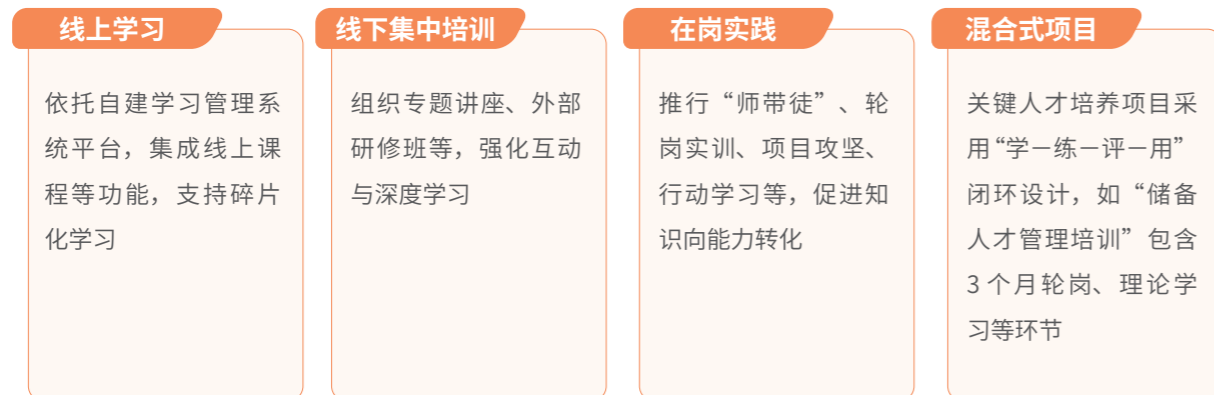 线上学习
依托自建学习管理系
统平台，集成线上课
程等功能，支持碎片
化学习
线下集中培训
组织专题讲座、外部
研修班等，强化互动
与深度学习
在岗实践
推行“师带徒”、轮
岗实训、项目攻坚、
行动学习等，促进知
识向能力转化
混合式项目
关键人才培养项目采
用“学—练—评—用”
闭环设计，如“储备
人才管理培训”包含
3 个月轮岗、理论学
习等环节